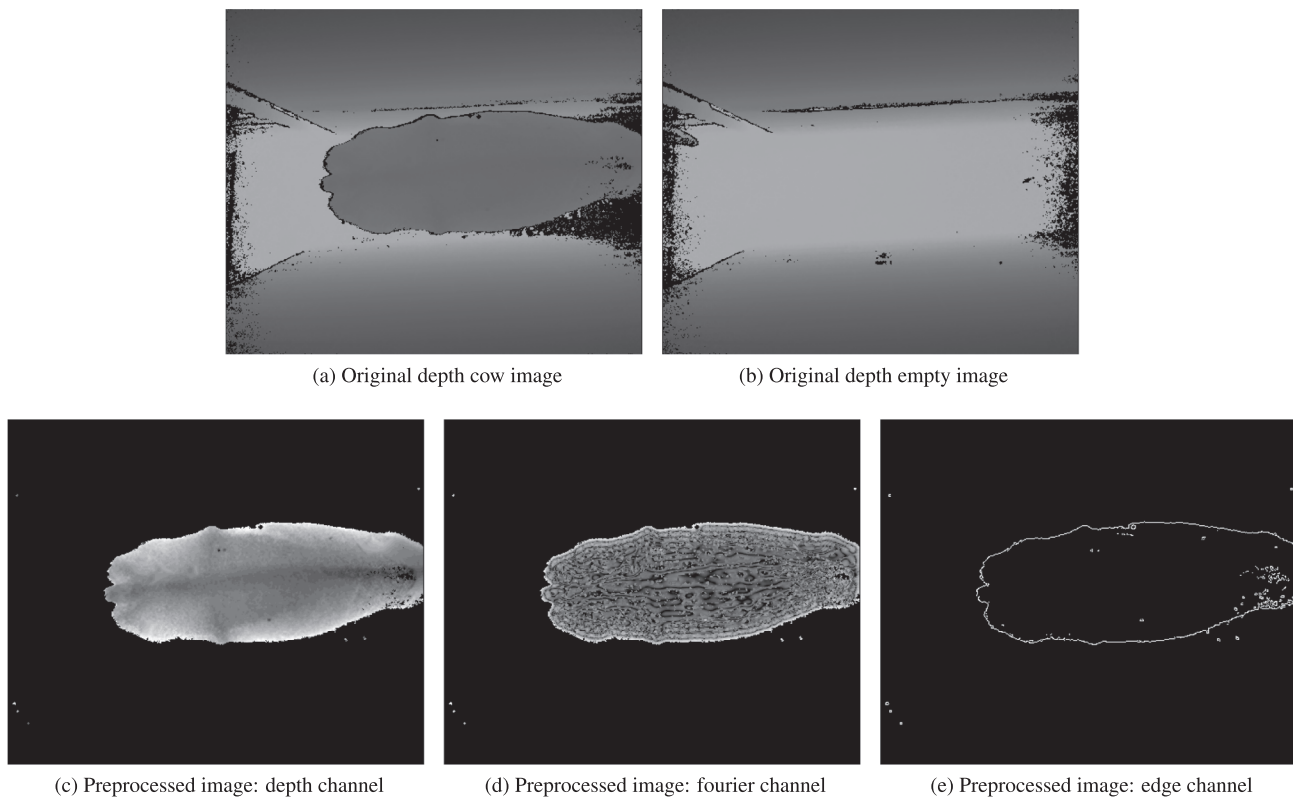 (a) Original depth cow image
(b) Original depth empty image
(c) Preprocessed image: depth channel
(d) Preprocessed image: fourier channel
(e) Preprocessed image: edge channel